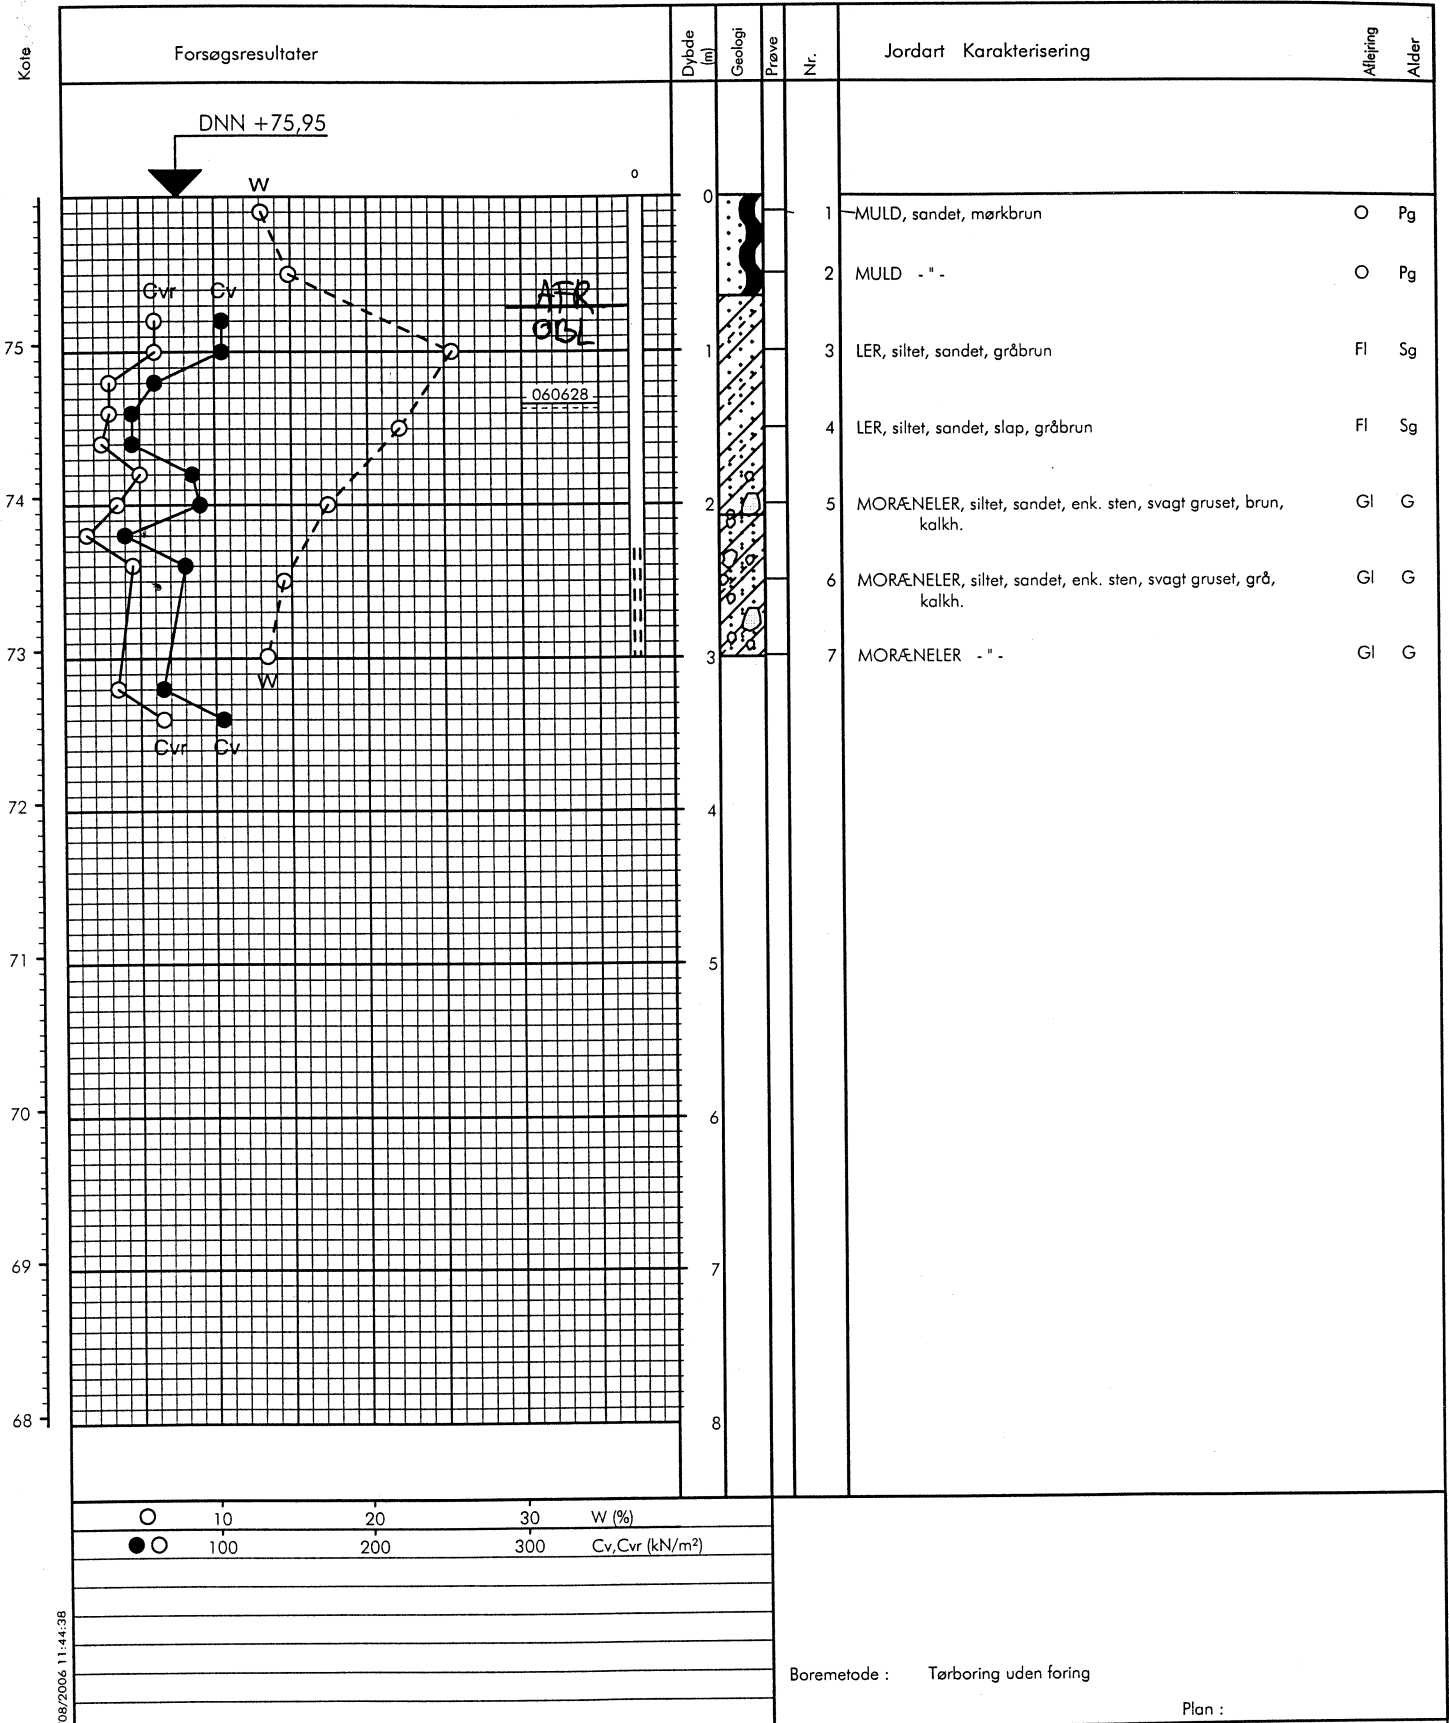 Kote
Forsøgsresultater
Dybde (m)
Geologi
Prøve
Nr.
Jordart Karakterisering
Aflejring
Alder
DNN +75,95
W
0
1 MULD, sandet, mørkbrun O Pg
2 MULD - " - O Pg
Cvr Cv
AFR
OBL
75
1
3 LER, siltet, sandet, gråbrun Fl Sg
060628
4 LER, siltet, sandet, slap, gråbrun Fl Sg
74
2
5 MORÆNELER, siltet, sandet, enk. sten, svagt gruset, brun, Gl G
kalkh.
6 MORÆNELER, siltet, sandet, enk. sten, svagt gruset, grå, Gl G
kalkh.
73
3
7 MORÆNELER - " - Gl G
W
Cvr Cv
72
4
71
5
70
6
69
7
68
8
10 20 30 W (%)
100 200 300 Cv,Cvr (kN/m²)
08/2006 11:44:38
Boremetode : Tørboring uden foring
Plan :